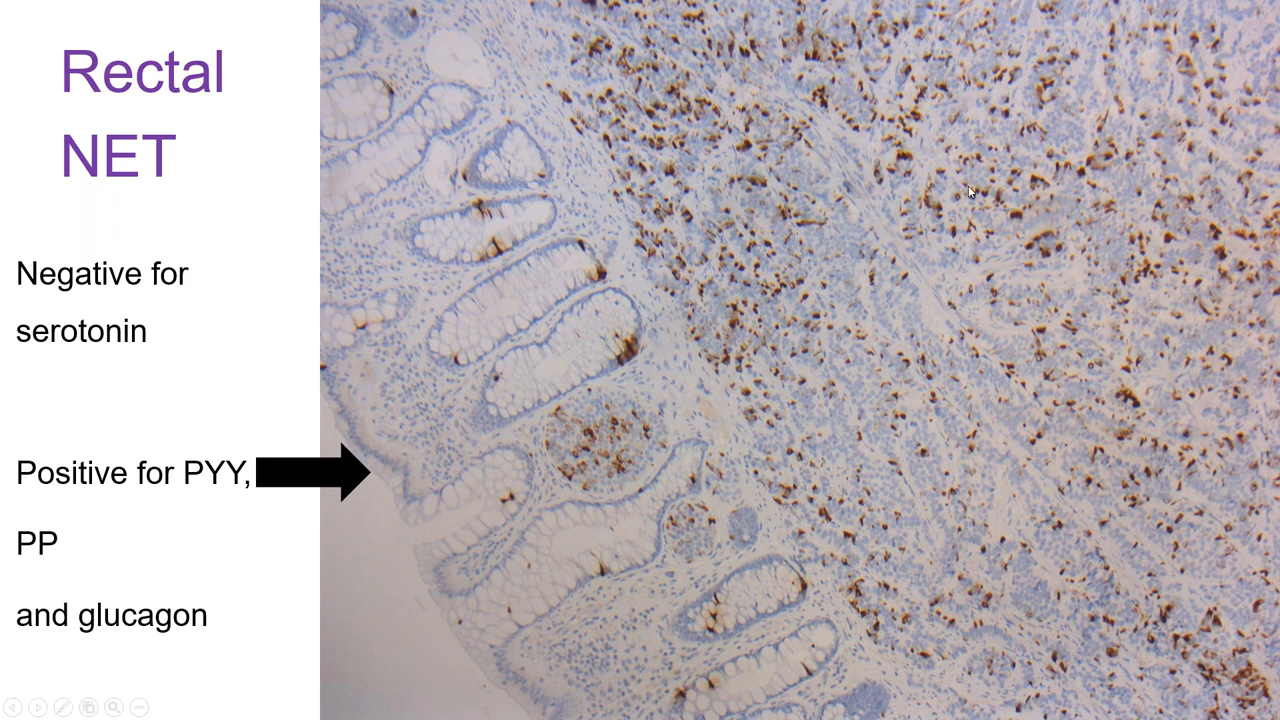 Rectal
NET
Negative for
serotonin
Positive for PYY,
PP
and glucagon